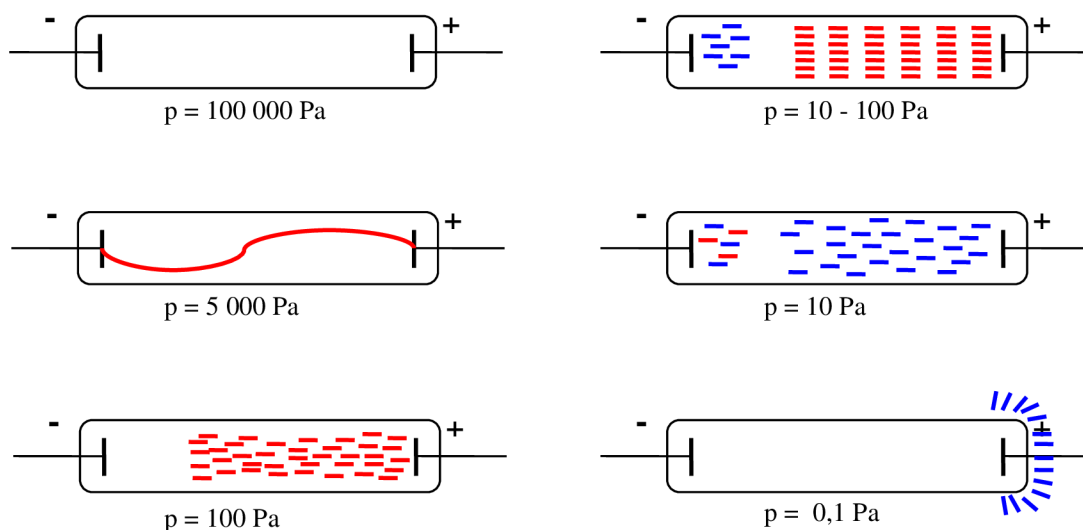 - +
p = 100 000 Pa
- +
p = 10 - 100 Pa
- +
p = 5 000 Pa
- +
p = 10 Pa
- +
p = 100 Pa
- +
p = 0,1 Pa